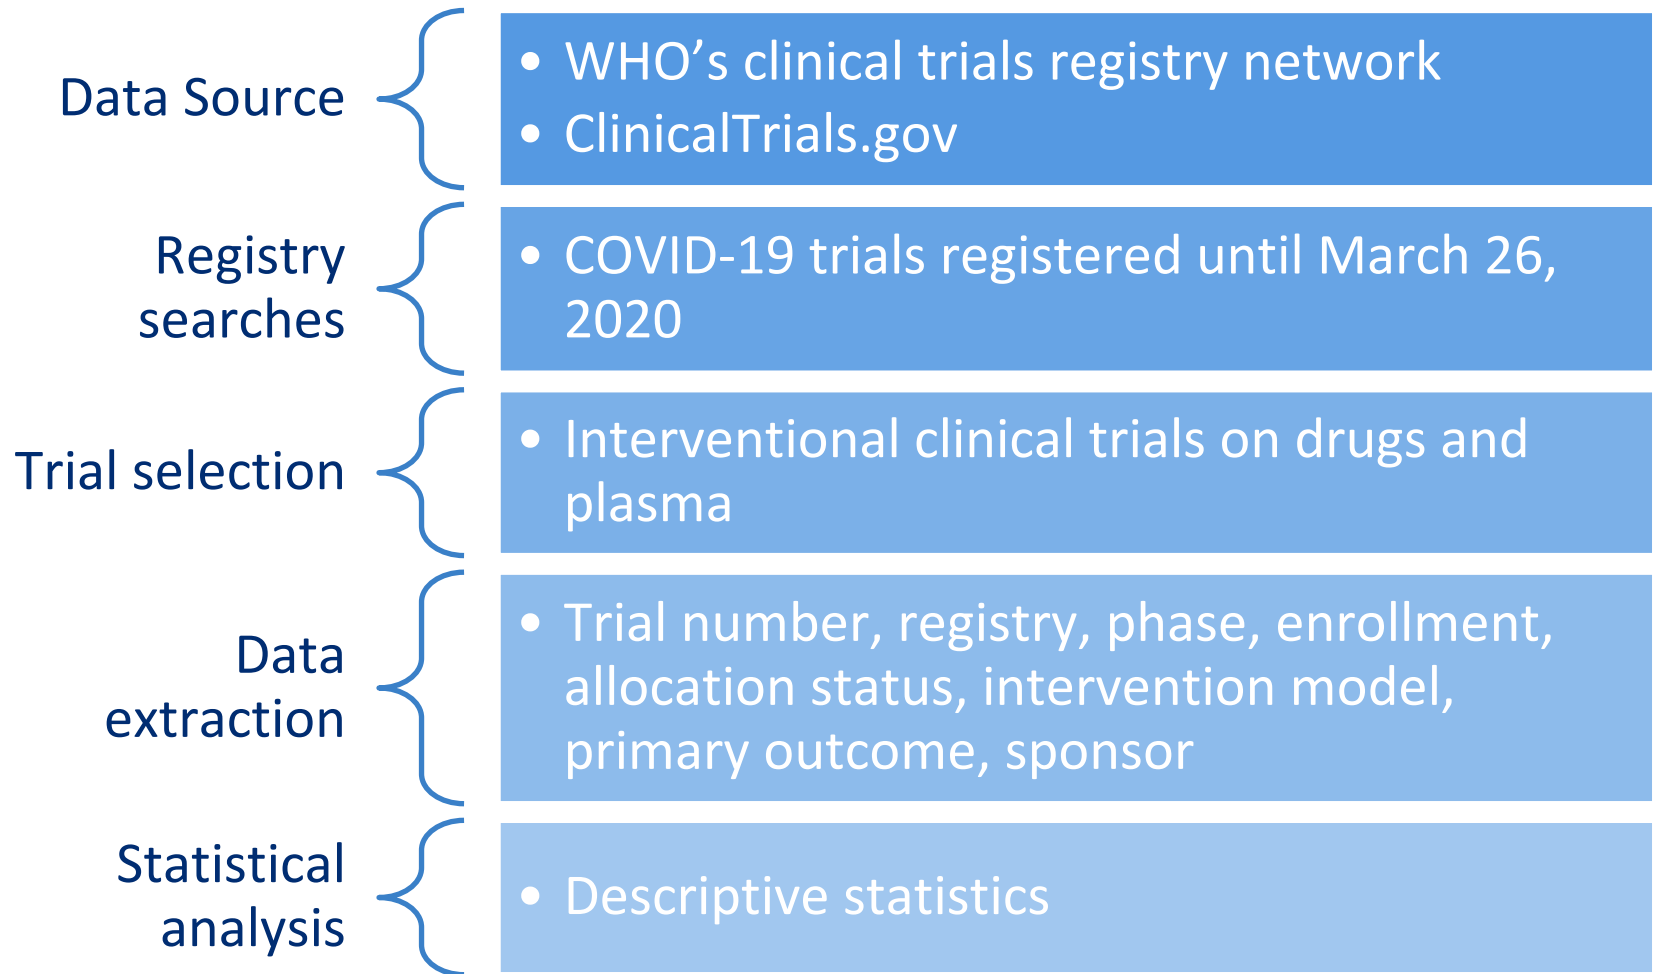 Data Source
• WHO’s clinical trials registry network
• ClinicalTrials.gov
Registry
searches
• COVID-19 trials registered until March 26,
2020
Trial selection
• Interventional clinical trials on drugs and
plasma
Data
extraction
• Trial number, registry, phase, enrollment,
allocation status, intervention model,
primary outcome, sponsor
Statistical
analysis
• Descriptive statistics